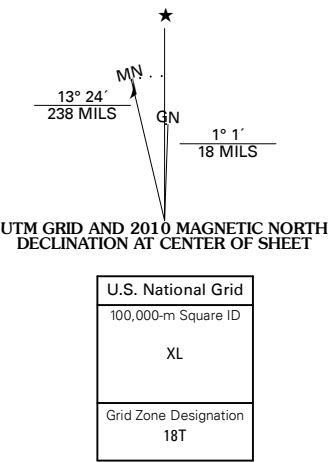 ★
MN
13° 24´
238 MILS
GN
1° 1´
18 MILS
UTM GRID AND 2010 MAGNETIC NORTH
DECLINATION AT CENTER OF SHEET
U.S. National Grid
100,000-m Square ID
XL
Grid Zone Designation
18T